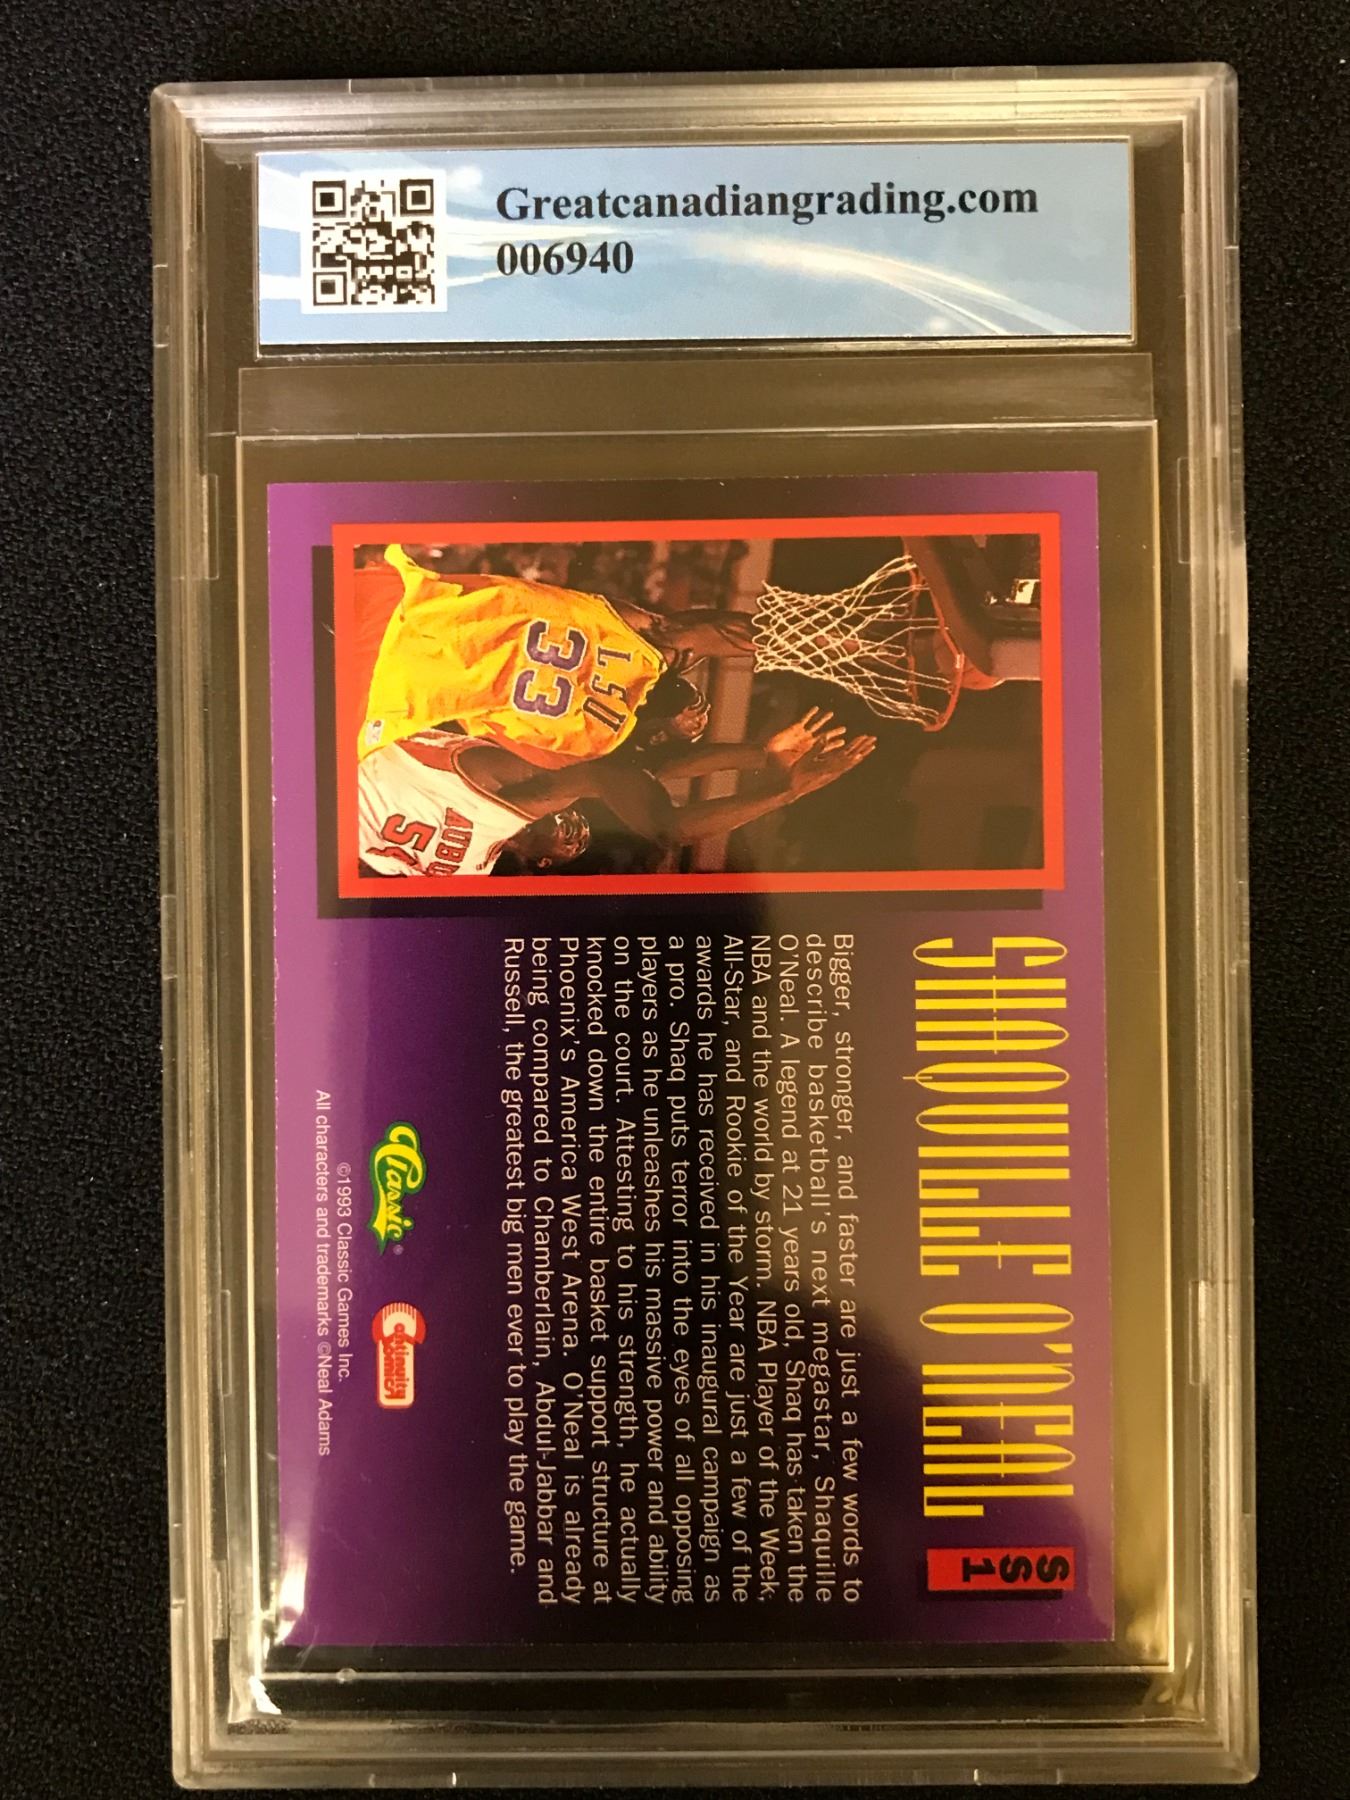 Greatcanadiangrading.com
006940
SHAQUILLE O'NEAL
SS
1
LSU
33
AUBU
5
Bigger, stronger, and faster are just a few words to
describe basketball's next megastar, Shaquille
O'Neal. A legend at 21 years old, Shaq has taken the
NBA and the world by storm. NBA Player of the Week,
All-Star, and Rookie of the Year are just a few of the
awards he has received in his inaugural campaign as
a pro. Shaq puts terror into the eyes of all opposing
players as he unleashes his massive power and ability
on the court. Attesting to his strength, he actually
knocked down the entire basket support structure at
Phoenix's America West Arena. O'Neal is already
being compared to Chamberlain, Abdul-Jabbar and
Russell, the greatest big men ever to play the game.
Classic®
Continuity
Comics
©1993 Classic Games Inc.
All characters and trademarks ©Neal Adams